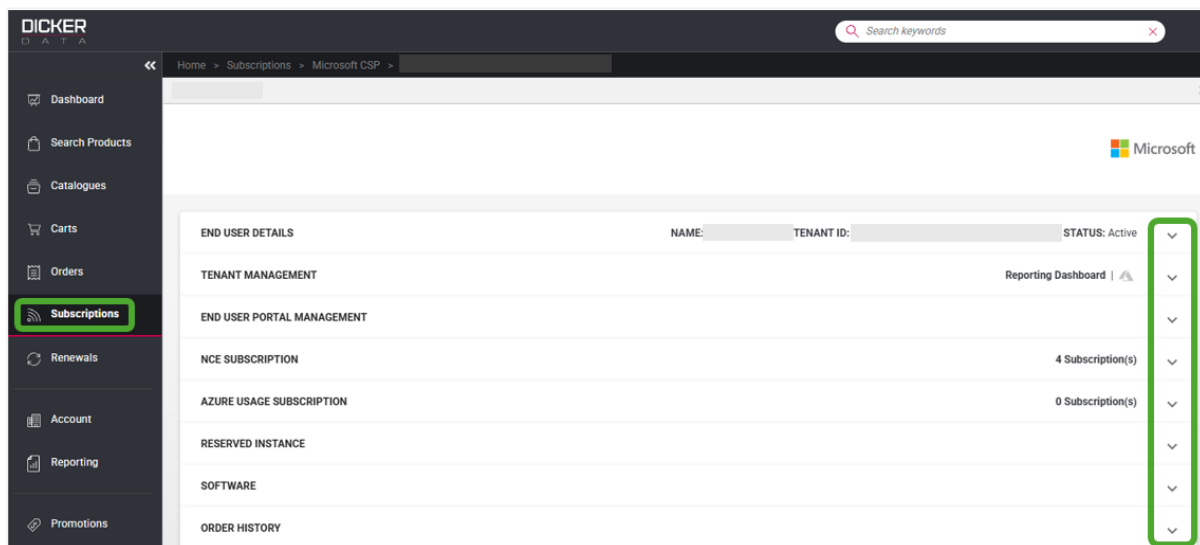 DICKER
DATA
Search keywords
Home > Subscriptions > Microsoft CSP >
Dashboard
Search Products
Catalogues
Carts
Orders
Subscriptions
Renewals
Account
Reporting
Promotions
Microsoft
END USER DETAILS NAME: TENANT ID: STATUS: Active
TENANT MANAGEMENT Reporting Dashboard |
END USER PORTAL MANAGEMENT
NCE SUBSCRIPTION 4 Subscription(s)
AZURE USAGE SUBSCRIPTION 0 Subscription(s)
RESERVED INSTANCE
SOFTWARE
ORDER HISTORY